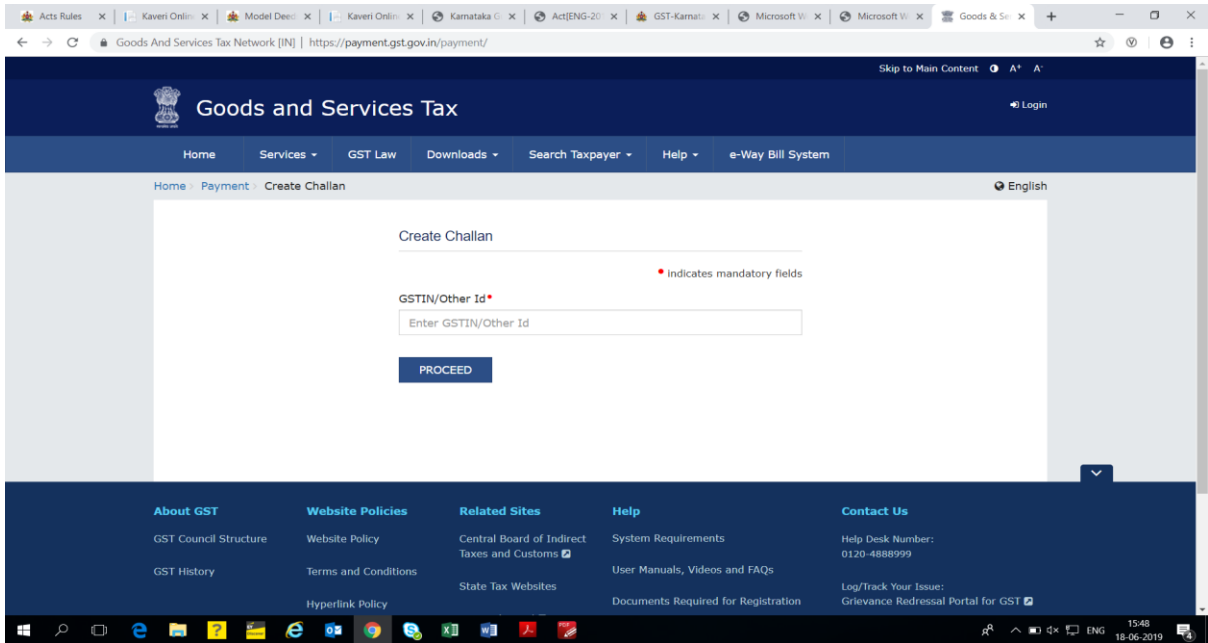 Acts Rules
Kaveri Onlin
Model Deed
Kaveri Onlin
Karnataka G
Act[ENG-20
GST-Karnata
Microsoft W
Microsoft W
Goods & Se
Goods And Services Tax Network [IN] | https://payment.gst.gov.in/payment/
Skip to Main Content A+ A-
Goods and Services Tax
Login
Home Services GST Law Downloads Search Taxpayer Help e-Way Bill System
Home > Payment > Create Challan
English
Create Challan
• indicates mandatory fields
GSTIN/Other Id•
Enter GSTIN/Other Id
PROCEED
About GST
GST Council Structure
GST History
Website Policies
Website Policy
Terms and Conditions
Hyperlink Policy
Related Sites
Central Board of Indirect
Taxes and Customs
State Tax Websites
Help
System Requirements
User Manuals, Videos and FAQs
Documents Required for Registration
Contact Us
Help Desk Number:
0120-4888999
Log/Track Your Issue:
Grievance Redressal Portal for GST
ENG
15:48
18-06-2019